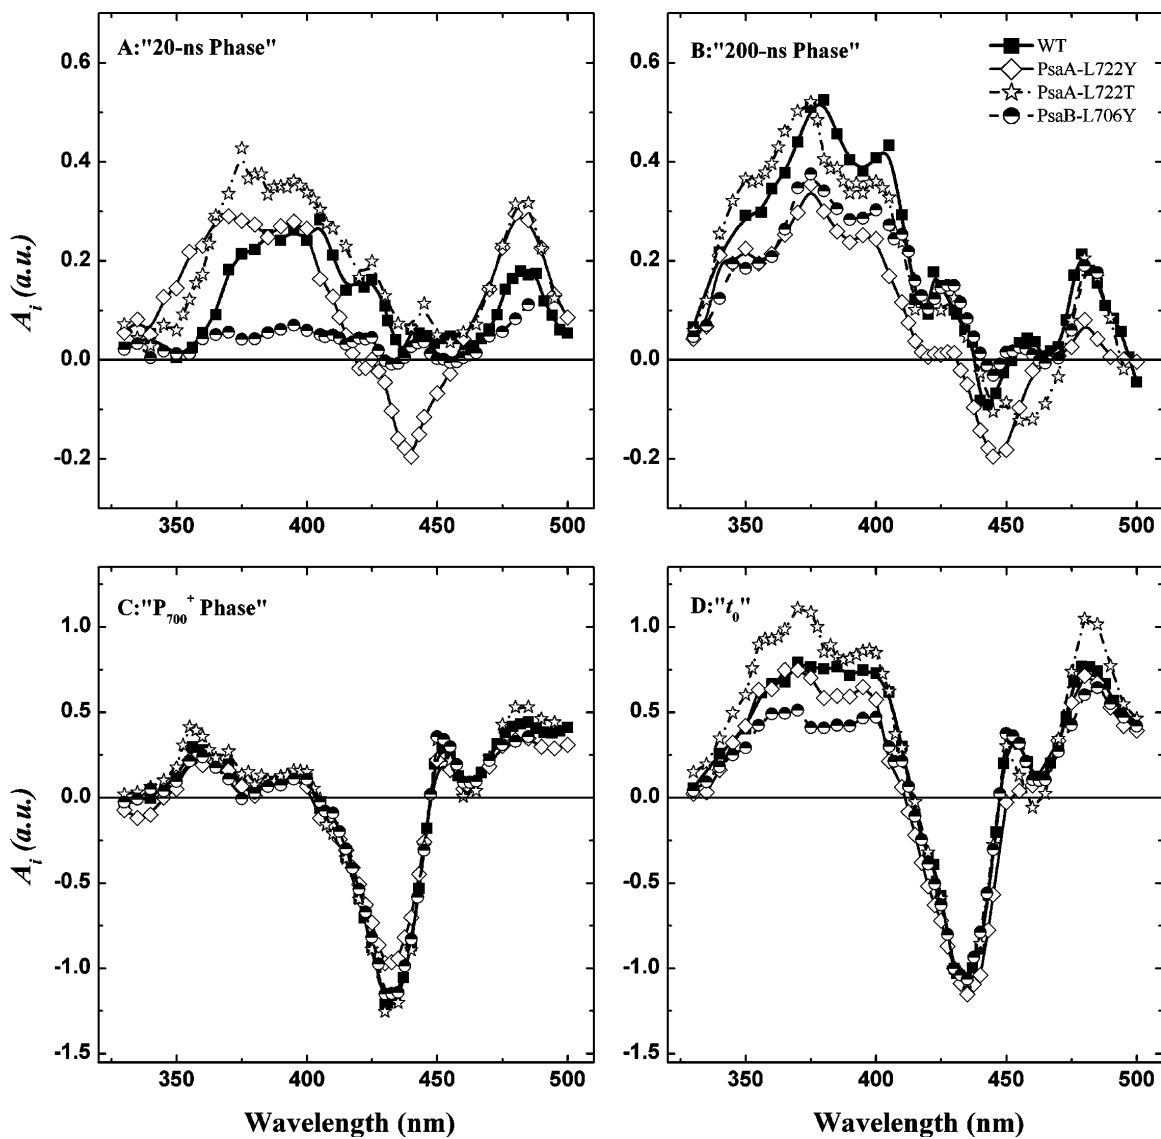 A:"20-ns Phase"
B:"200-ns Phase"
WT
PsaA-L722Y
PsaA-L722T
PsaB-L706Y
0.6
0.4
0.2
0.0
-0.2
A_i (a.u.)
350 400 450 500
0.6
0.4
0.2
0.0
-0.2
350 400 450 500
C:"P₇₀₀⁺ Phase"
D:"t₀"
1.0
0.5
0.0
-0.5
-1.0
-1.5
A_i (a.u.)
350 400 450 500
Wavelength (nm)
1.0
0.5
0.0
-0.5
-1.0
-1.5
350 400 450 500
Wavelength (nm)